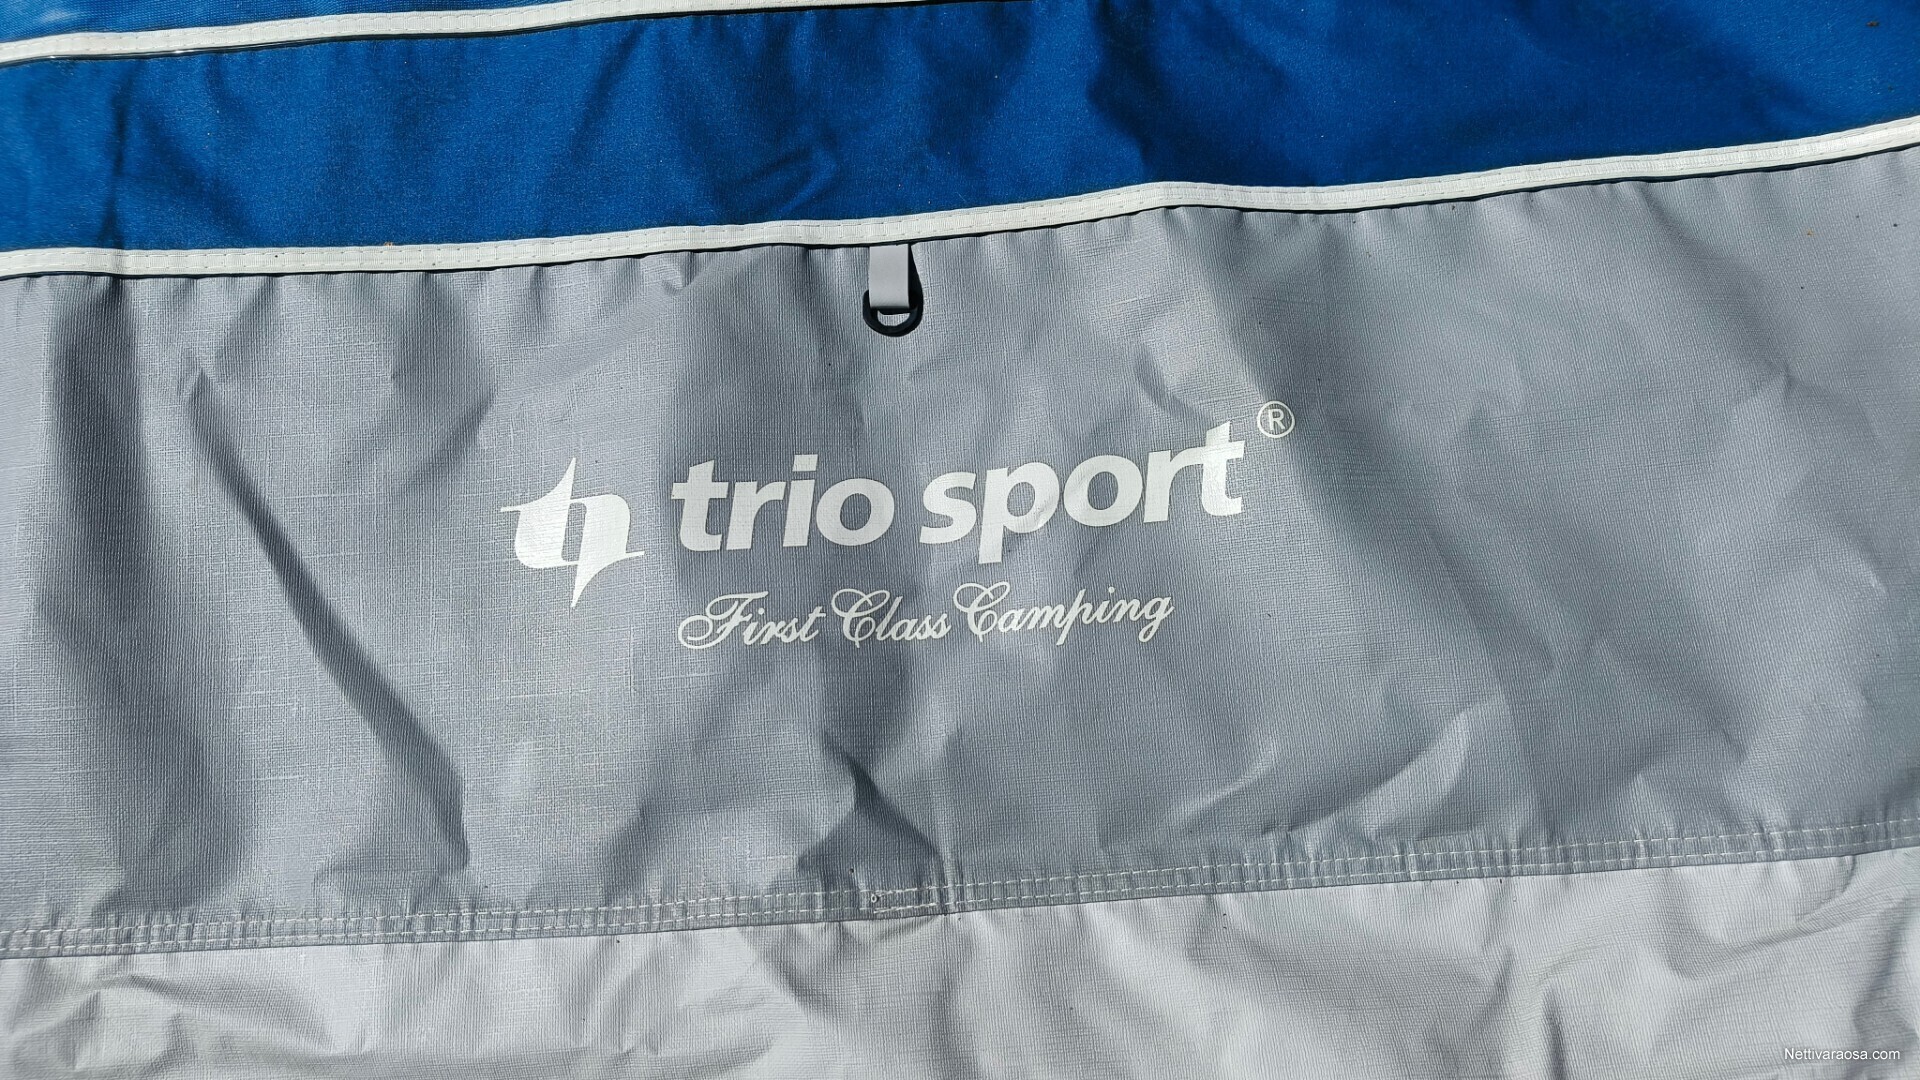 trio sport®
First Class Camping
Nettivaraosa.com